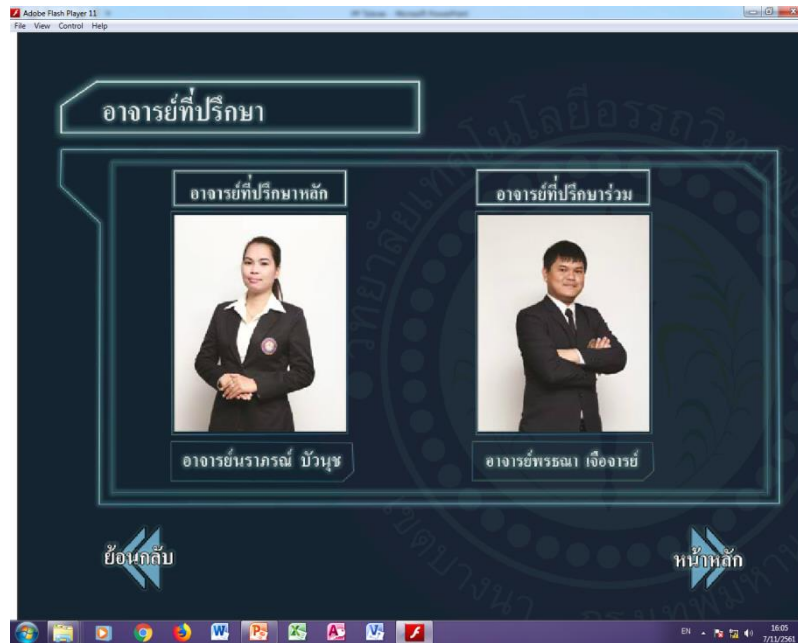 Adobe Flash Player 11
File View Control Help
อาจารย์ที่ปรึกษา
อาจารย์ที่ปรึกษาหลัก
อาจารย์ที่ปรึกษาร่วม
อาจารย์นราภรณ์ บัวนุช
อาจารย์พรรณา เจือจารย์
ย้อนกลับ
หน้าหลัก
EN
16:05
7/11/2561